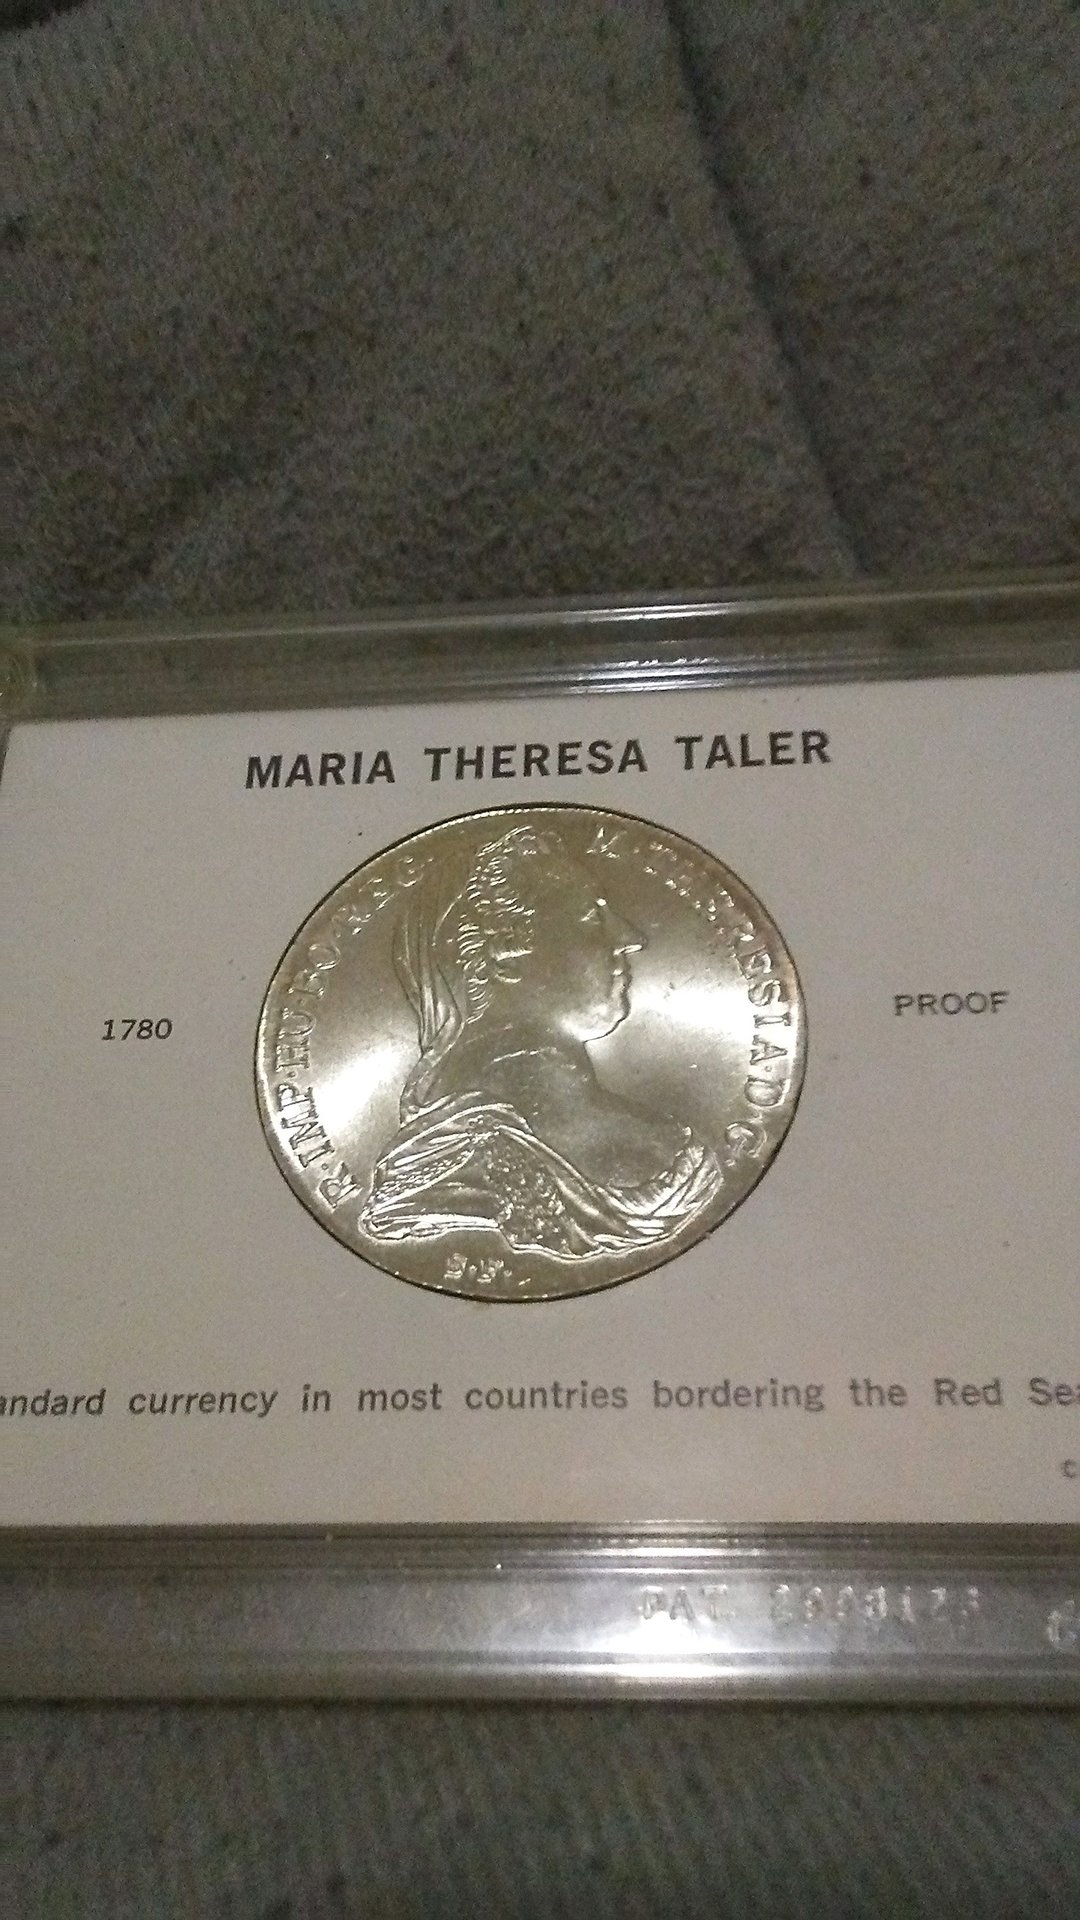 MARIA THERESA TALER
R·IMP·HU·BO·REG. M·THERESIA·D·G.
S·F·
1780
PROOF
andard currency in most countries bordering the Red Sea
c
PAT